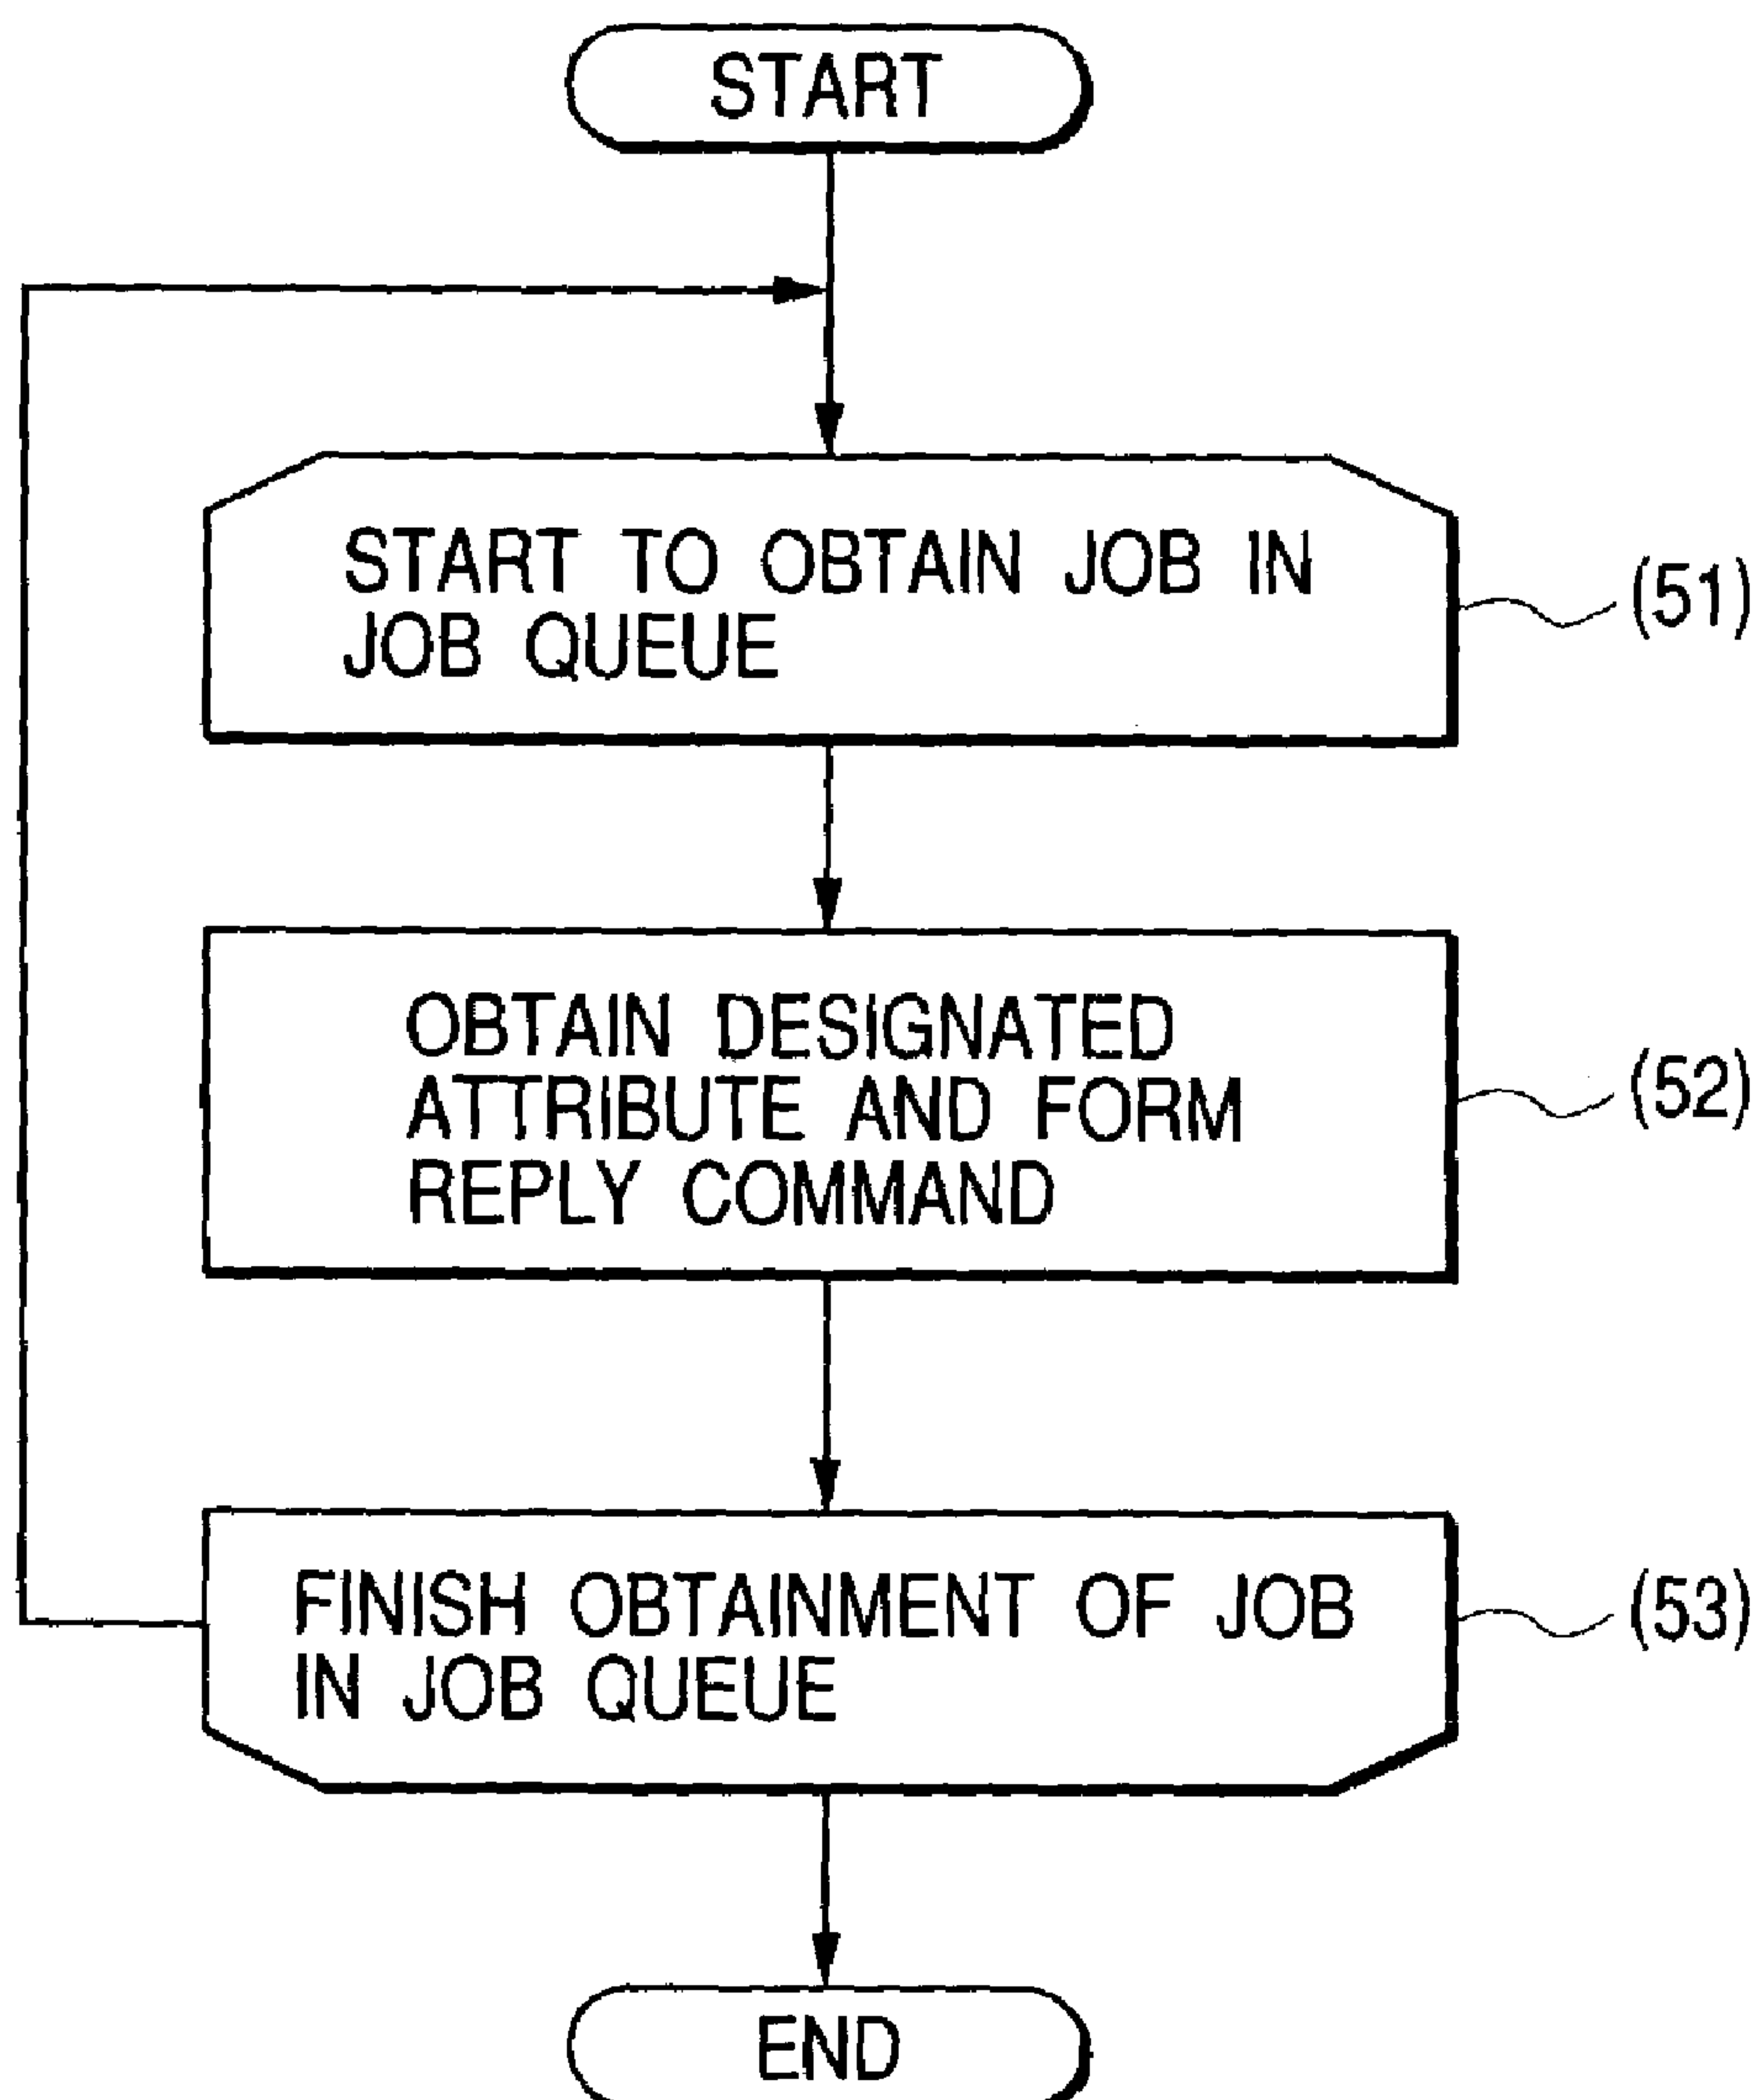 START
START TO OBTAIN JOB IN
JOB QUEUE
(51)
OBTAIN DESIGNATED
ATTRIBUTE AND FORM
REPLY COMMAND
(52)
FINISH OBTAINMENT OF JOB
IN JOB QUEUE
(53)
END